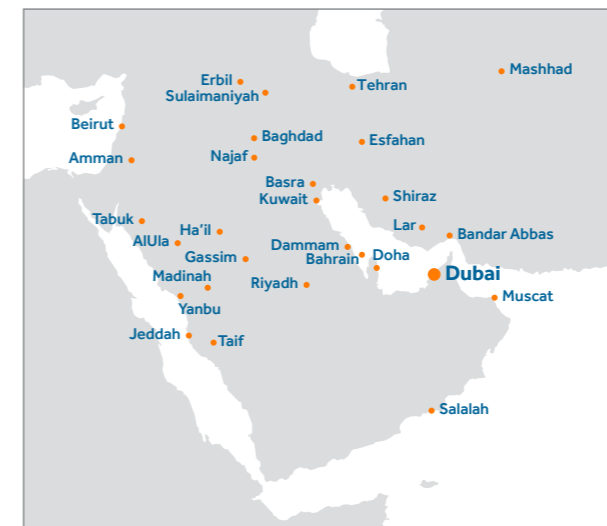 Mashhad
Erbil
Tehran
Sulaimaniyah
Beirut
Baghdad
Esfahan
Amman
Najaf
Basra
Kuwait
Shiraz
Tabuk
Ha'il
Lar
Bandar Abbas
AlUla
Dammam
Gassim
Bahrain
Doha
Dubai
Madinah
Riyadh
Muscat
Yanbu
Jeddah
Taif
Salalah